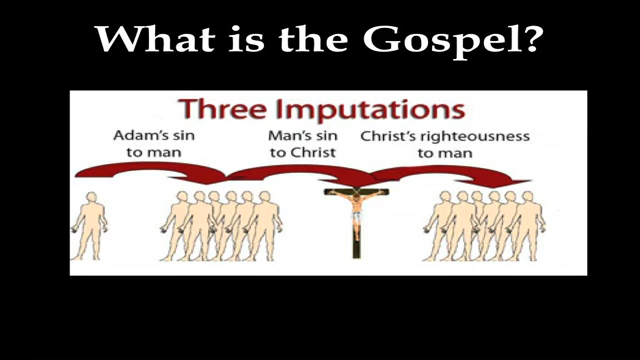 What is the Gospel?
Three Imputations
Adam's sin
to man
Man's sin
to Christ
Christ's righteousness
to man